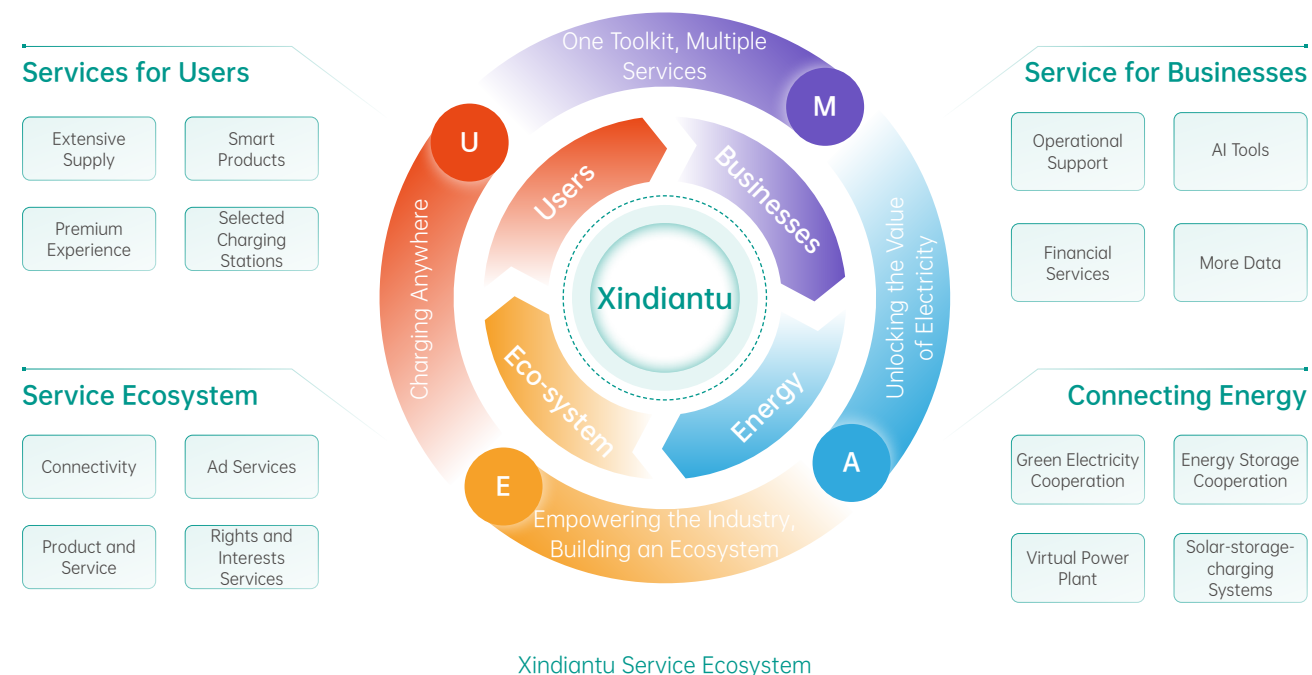 Services for Users
Extensive
Supply
Smart
Products
Premium
Experience
Selected
Charging
Stations
Service Ecosystem
Connectivity
Ad Services
Product and
Service
Rights and
Interests
Services
One Toolkit, Multiple
Services
M
U
Users
Businesses
Charging Anywhere
Xindiantu
Unlocking the Value
of Electricity
Eco-system
Energy
E
A
Empowering the Industry,
Building an Ecosystem
Service for Businesses
Operational
Support
AI Tools
Financial
Services
More Data
Connecting Energy
Green Electricity
Cooperation
Energy Storage
Cooperation
Virtual Power
Plant
Solar-storage-
charging
Systems
Xindiantu Service Ecosystem